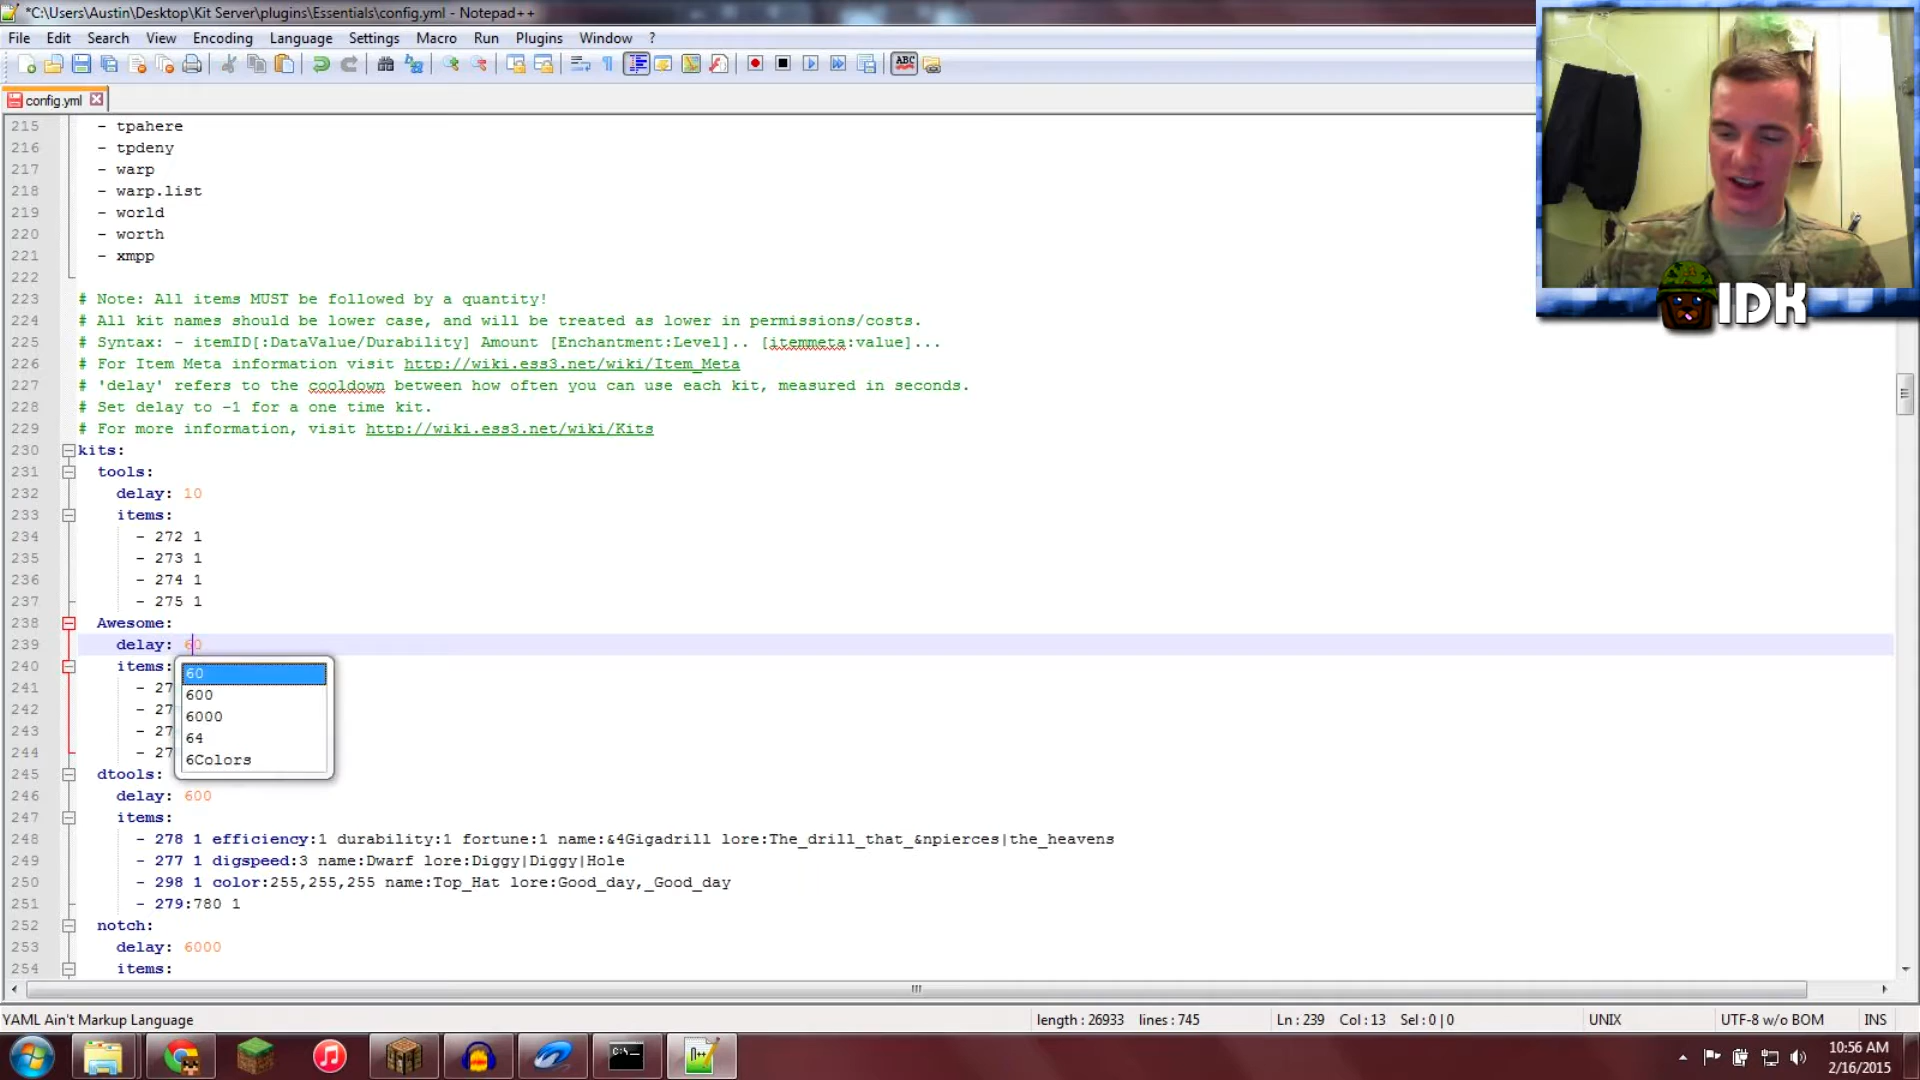 *C:\Users\Austin\Desktop\Kit Server\plugins\Essentials\config.yml - Notepad++
File Edit Search View Encoding Language Settings Macro Run Plugins Window ?
ABC
config.yml
215 - tpahere
216 - tpdeny
217 - warp
218 - warp.list
219 - world
220 - worth
221 - xmpp
222
223 # Note: All items MUST be followed by a quantity!
224 # All kit names should be lower case, and will be treated as lower in permissions/costs.
225 # Syntax: - itemID[:DataValue/Durability] Amount [Enchantment:Level].. [itemmeta:value]...
226 # For Item Meta information visit http://wiki.ess3.net/wiki/Item_Meta
227 # 'delay' refers to the cooldown between how often you can use each kit, measured in seconds.
228 # Set delay to -1 for a one time kit.
229 # For more information, visit http://wiki.ess3.net/wiki/Kits
230 kits:
231 tools:
232 delay: 10
233 items:
234 - 272 1
235 - 273 1
236 - 274 1
237 - 275 1
238 Awesome:
239 delay: 60
240 items:
241 - 27
242 - 27
243 - 27
244 - 27
60
600
6000
64
6Colors
245 dtools:
246 delay: 600
247 items:
248 - 278 1 efficiency:1 durability:1 fortune:1 name:&4Gigadrill lore:The_drill_that_&npierces|the_heavens
249 - 277 1 digspeed:3 name:Dwarf lore:Diggy|Diggy|Hole
250 - 298 1 color:255,255,255 name:Top_Hat lore:Good_day,_Good_day
251 - 279:780 1
252 notch:
253 delay: 6000
254 items:
IDK
YAML Ain't Markup Language length : 26933 lines : 745 Ln : 239 Col : 13 Sel : 0 | 0 UNIX UTF-8 w/o BOM INS
C:\_
N++
10:56 AM
2/16/2015